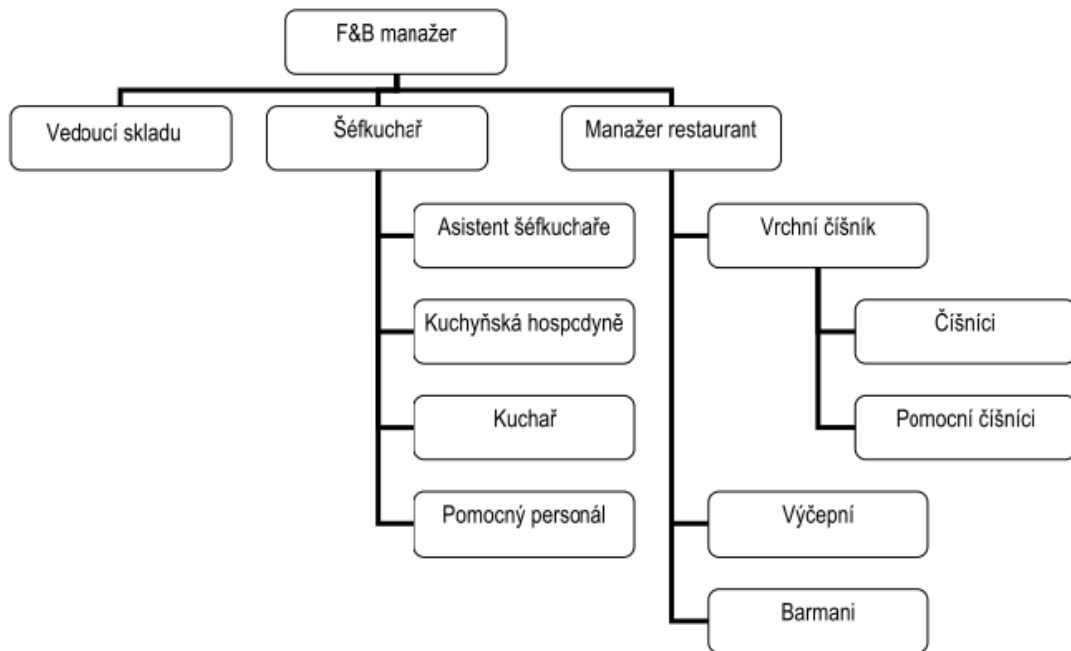 F&B manažer
Vedoucí skladu
Šéfkuchař
Manažer restaurant
Asistent šéfkuchaře
Vrchní číšník
Kuchyňská hospodyně
Číšníci
Kuchař
Pomocní číšníci
Pomocný personál
Výčepní
Barmani